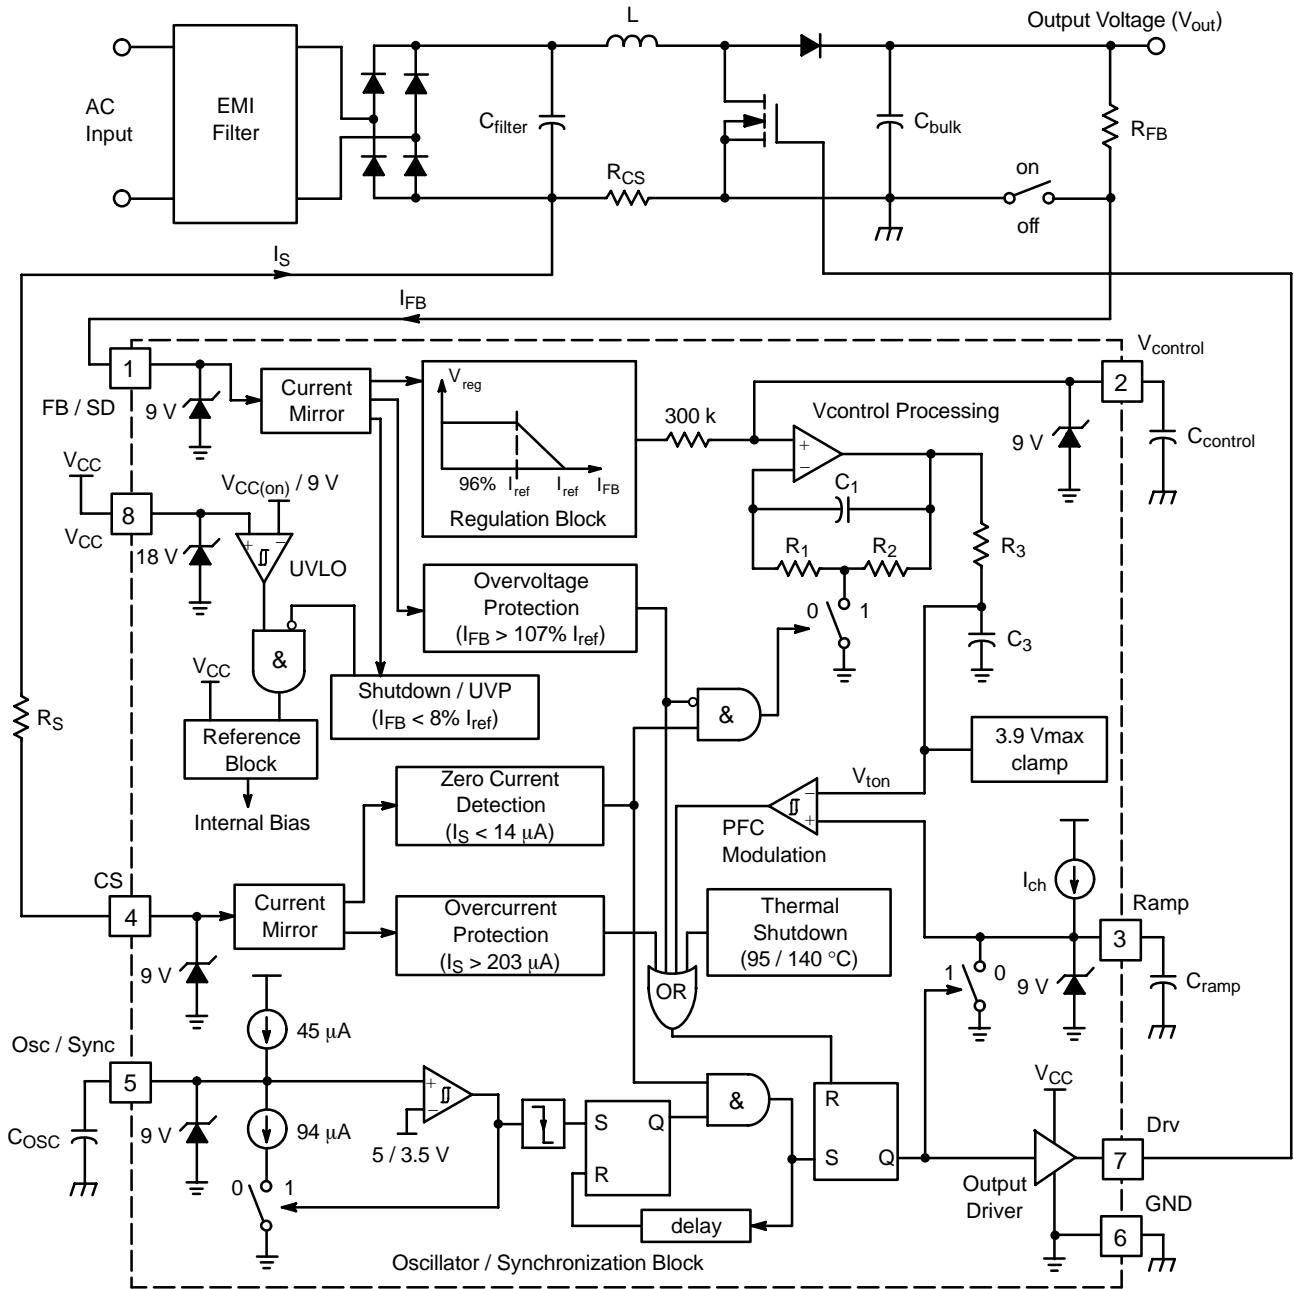 L
Output Voltage (Vout)
AC
Input
EMI
Filter
Cfilter
Cbulk
RFB
RCS
on
off
IS
IFB
Vcontrol
1
FB / SD
9 V
Current
Mirror
Vreg
96%
Iref
Iref
IFB
Regulation Block
300 k
Vcontrol Processing
+
−
9 V
2
Ccontrol
VCC
VCC(on) / 9 V
8
VCC
18 V
+
−
UVLO
C1
R1
R2
R3
0
1
C3
Overvoltage
Protection
(IFB > 107% Iref)
&
VCC
Shutdown / UVP
(IFB < 8% Iref)
&
RS
Reference
Block
Internal Bias
3.9 Vmax
clamp
Zero Current
Detection
(IS < 14 μA)
Vton
−
+
PFC
Modulation
CS
4
Current
Mirror
Overcurrent
Protection
(IS > 203 μA)
Thermal
Shutdown
(95 / 140 °C)
Ich
Ramp
3
9 V
OR
1
0
9 V
Cramp
Osc / Sync
45 μA
5
+
−
&
R
VCC
COSC
9 V
94 μA
5 / 3.5 V
S
Q
R
S
Q
Drv
7
0
1
delay
Output
Driver
GND
6
Oscillator / Synchronization Block